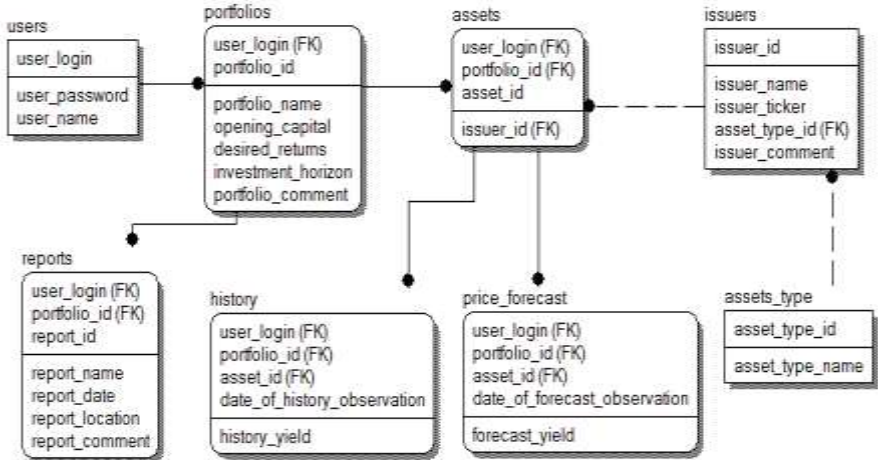 users
user_login
user_password
user_name
portfolios
user_login (FK)
portfolio_id
portfolio_name
opening_capital
desired_returns
investment_horizon
portfolio_comment
assets
user_login (FK)
portfolio_id (FK)
asset_id
issuer_id (FK)
issuers
issuer_id
issuer_name
issuer_ticker
asset_type_id (FK)
issuer_comment
reports
user_login (FK)
portfolio_id (FK)
report_id
report_name
report_date
report_location
report_comment
history
user_login (FK)
portfolio_id (FK)
asset_id (FK)
date_of_history_observation
history_yield
price_forecast
user_login (FK)
portfolio_id (FK)
asset_id (FK)
date_of_forecast_observation
forecast_yield
assets_type
asset_type_id
asset_type_name